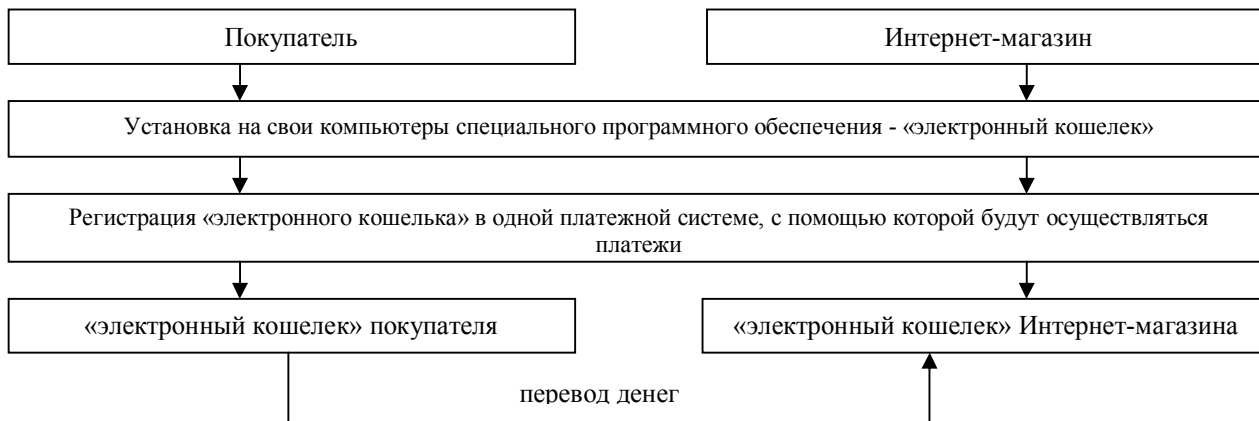 Покупатель
Интернет-магазин
Установка на свои компьютеры специального программного обеспечения - «электронный кошелек»
Регистрация «электронного кошелька» в одной платежной системе, с помощью которой будут осуществляться
платежи
«электронный кошелек» покупателя
«электронный кошелек» Интернет-магазина
перевод денег